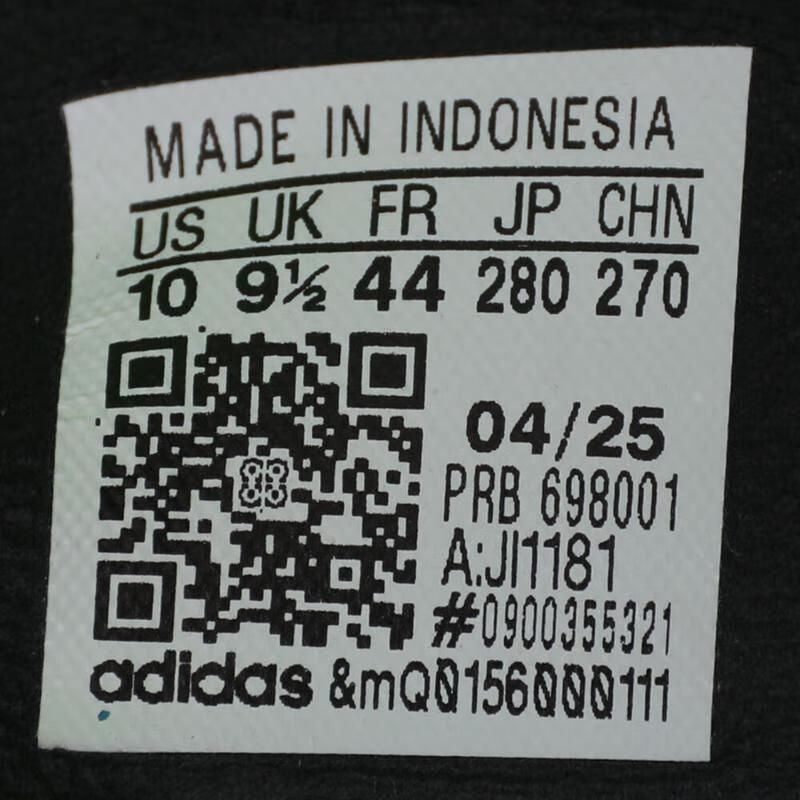 MADE IN INDONESIA
US UK FR JP CHN
10 9½ 44 280 270
04/25
PRB 698001
A:JI1181
#0900355321
adidas &mQ0156000111